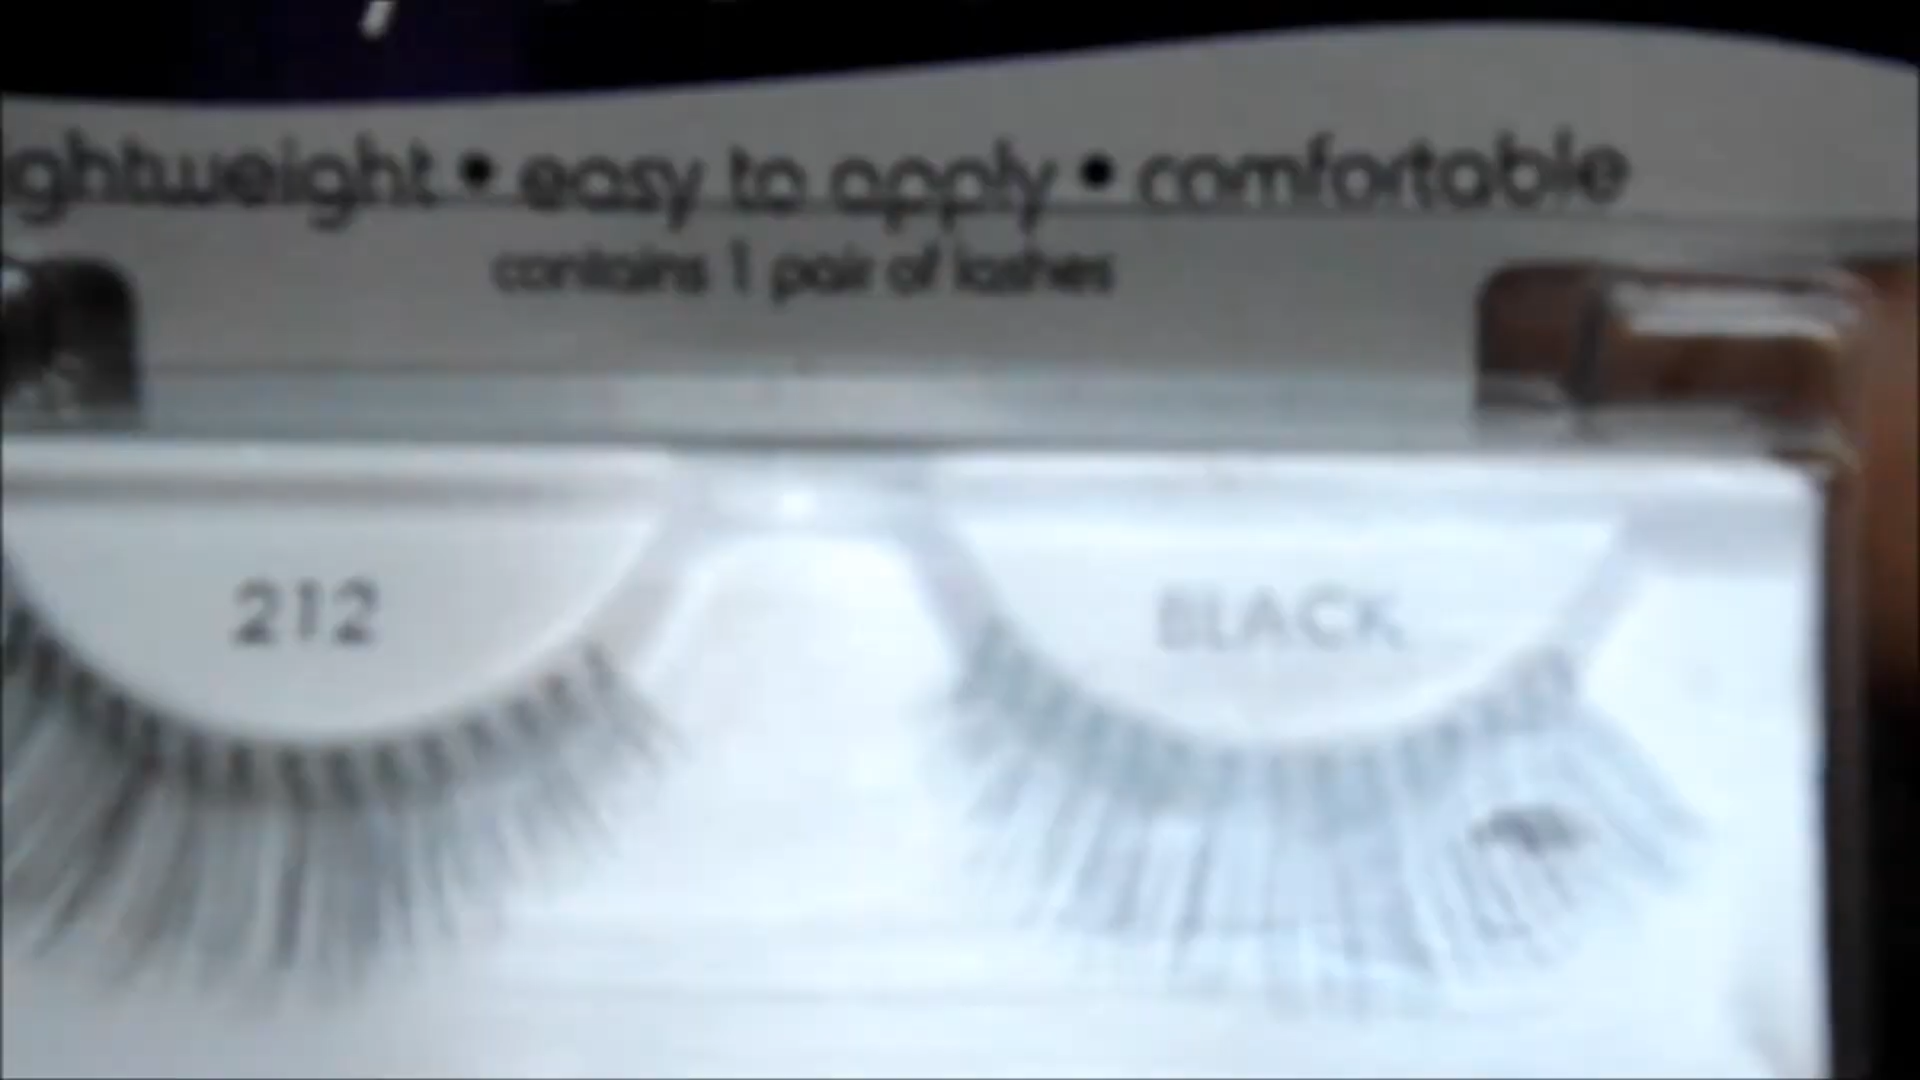 ghtweight • easy to apply • comfortable
contains 1 pair of lashes
212 BLACK